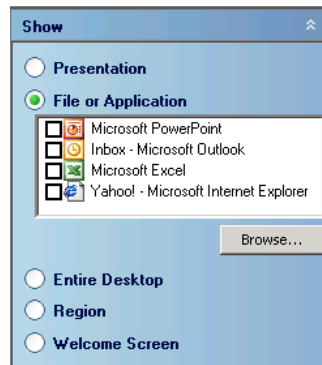 Show
Presentation
File or Application
Microsoft PowerPoint
Inbox - Microsoft Outlook
Microsoft Excel
Yahoo! - Microsoft Internet Explorer
Browse...
Entire Desktop
Region
Welcome Screen